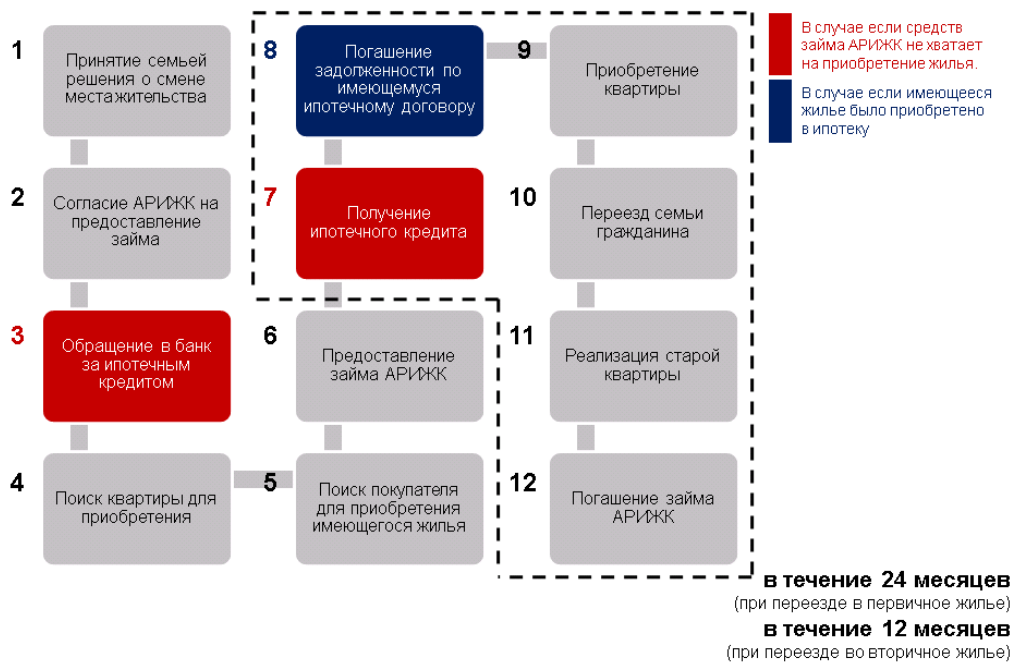 1
Принятие семьей
решения о смене
места жительства
2
Согласие АРИЖК на
предоставление
займа
3
Обращение в банк
за ипотечным
кредитом
4
Поиск квартиры для
приобретения
5
Поиск покупателя
для приобретения
имеющегося жилья
6
Предоставление
займа АРИЖК
7
Получение
ипотечного кредита
8
Погашение
задолженности по
имеющемуся
ипотечному договору
9
Приобретение
квартиры
10
Переезд семьи
гражданина
11
Реализация старой
квартиры
12
Погашение займа
АРИЖК
В случае если средств
займа АРИЖК не хватает
на приобретение жилья.
В случае если имеющееся
жилье было приобретено
в ипотеку
в течение 24 месяцев
(при переезде в первичное жилье)
в течение 12 месяцев
(при переезде во вторичное жилье)